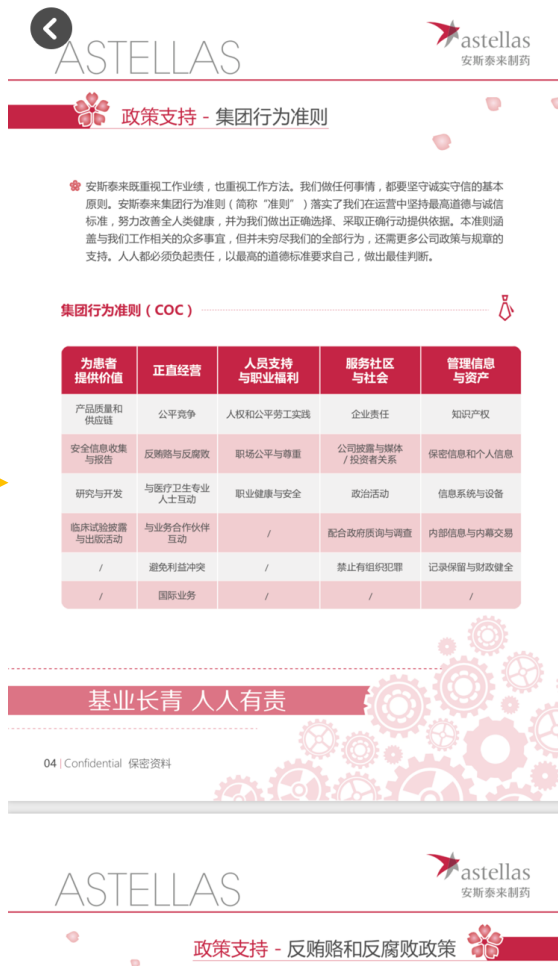 ASTELLAS
astellas
安斯泰来制药
政策支持 - 集团行为准则
安斯泰来既重视工作业绩，也重视工作方法。我们做任何事情，都要坚守诚实守信的基本
原则。安斯泰来集团行为准则（简称“准则”）落实了我们在运营中坚持最高道德与诚信
标准，努力改善全人类健康，并为我们做出正确选择、采取正确行动提供依据。本准则涵
盖与我们工作相关的众多事宜，但并未穷尽我们的全部行为，还需更多公司政策与规章的
支持。人人都必须负起责任，以最高的道德标准要求自己，做出最佳判断。
集团行为准则（COC）
为患者
提供价值
正直经营
人员支持
与职业福利
服务社区
与社会
管理信息
与资产
产品质量和
供应链
公平竞争
人权和公平劳工实践
企业责任
知识产权
安全信息收集
与报告
反贿赂与反腐败
职场公平与尊重
公司披露与媒体
/ 投资者关系
保密信息和个人信息
研究与开发
与医疗卫生专业
人士互动
职业健康与安全
政治活动
信息系统与设备
临床试验披露
与出版活动
与业务合作伙伴
互动
/
配合政府质询与调查
内部信息与内幕交易
/
避免利益冲突
/
禁止有组织犯罪
记录保留与财政健全
/
国际业务
/
/
/
基业长青 人人有责
04 | Confidential 保密资料
ASTELLAS
astellas
安斯泰来制药
政策支持 - 反贿赂和反腐败政策